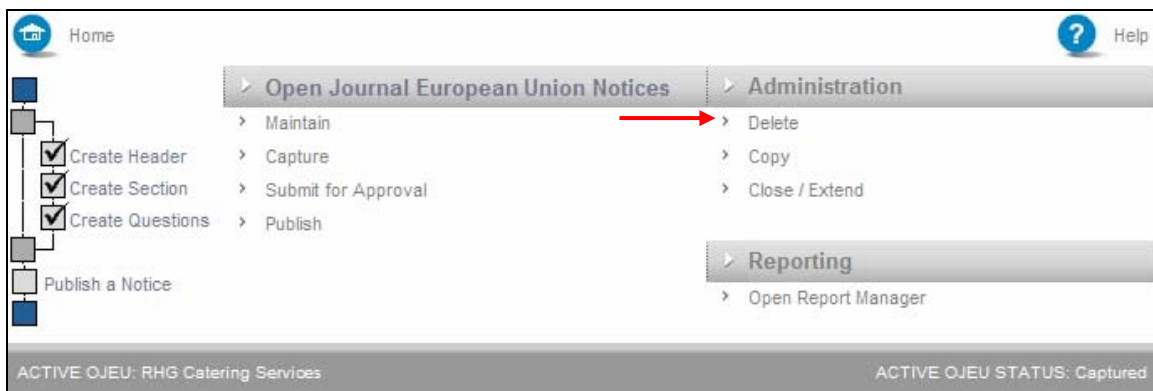 Home
? Help
Open Journal European Union Notices
Administration
Maintain
Delete
Create Header
Capture
Copy
Create Section
Submit for Approval
Close / Extend
Create Questions
Publish
Reporting
Publish a Notice
Open Report Manager
ACTIVE OJEU: RHG Catering Services
ACTIVE OJEU STATUS: Captured